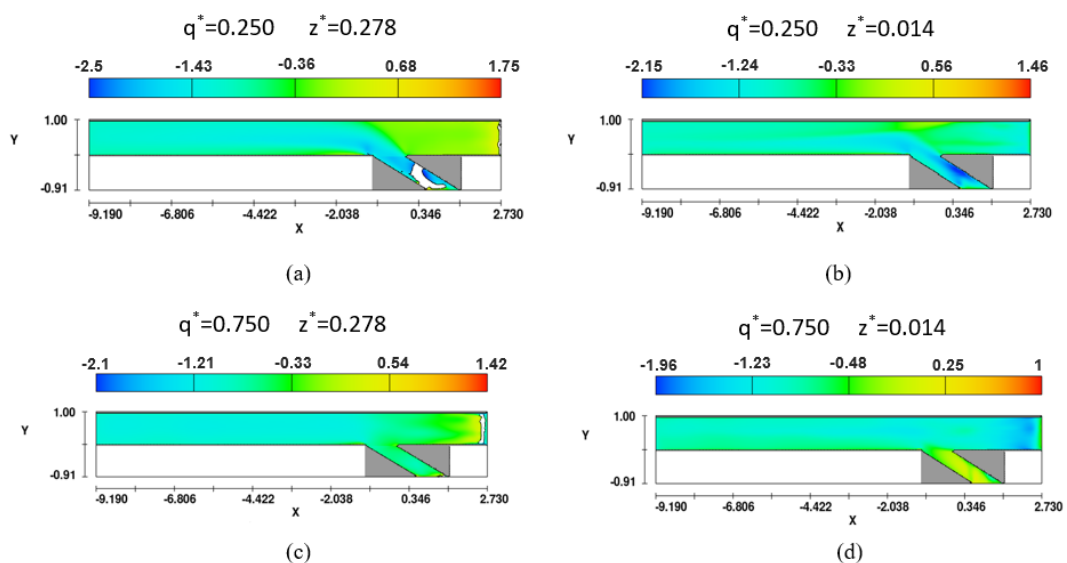 q*=0.250 z*=0.278
-2.5 -1.43 -0.36 0.68 1.75
1.00
Y
-0.91
-9.190 -6.806 -4.422 -2.038 0.346 2.730
X
(a)
q*=0.250 z*=0.014
-2.15 -1.24 -0.33 0.56 1.46
1.00
Y
-0.91
-9.190 -6.806 -4.422 -2.038 0.346 2.730
X
(b)
q*=0.750 z*=0.278
-2.1 -1.21 -0.33 0.54 1.42
1.00
Y
-0.91
-9.190 -6.806 -4.422 -2.038 0.346 2.730
X
(c)
q*=0.750 z*=0.014
-1.96 -1.23 -0.48 0.25 1
1.00
Y
-0.91
-9.190 -6.806 -4.422 -2.038 0.346 2.730
X
(d)